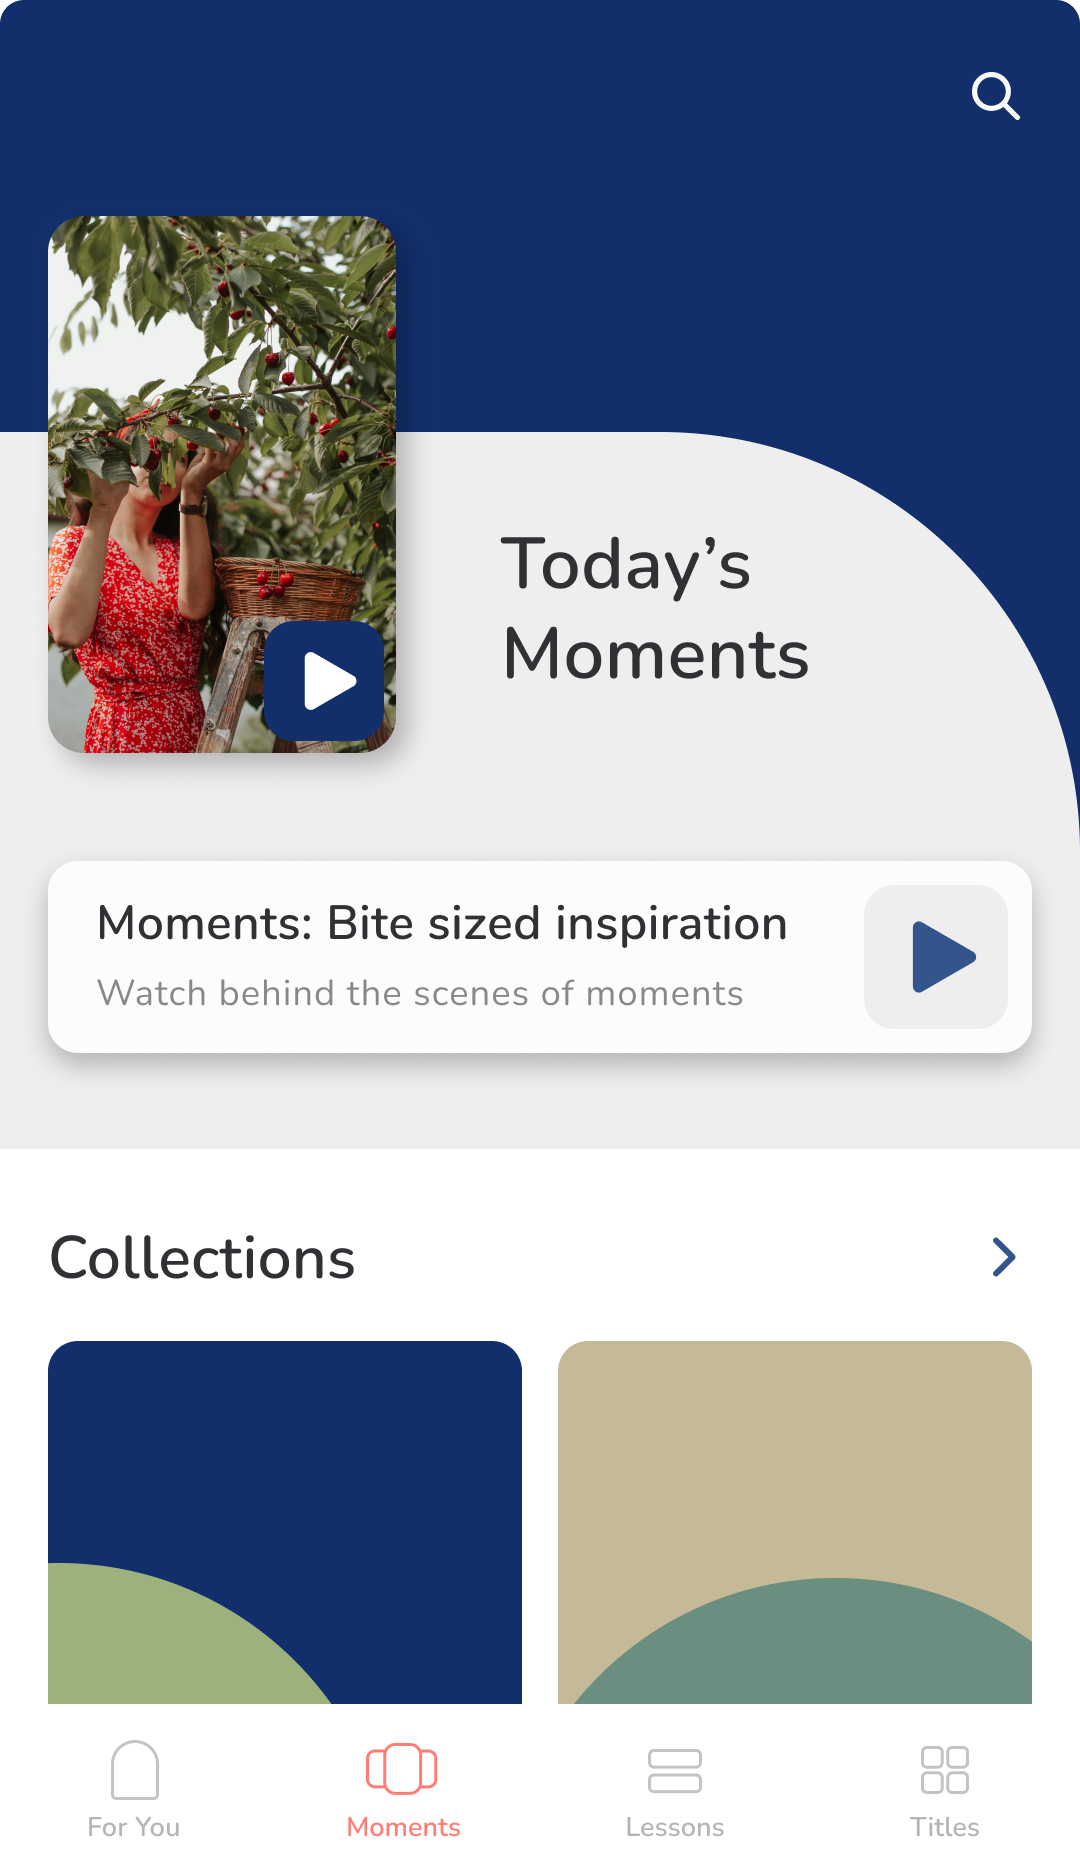 Today’s
Moments
Moments: Bite sized inspiration
Watch behind the scenes of moments
Collections
For You
Moments
Lessons
Titles